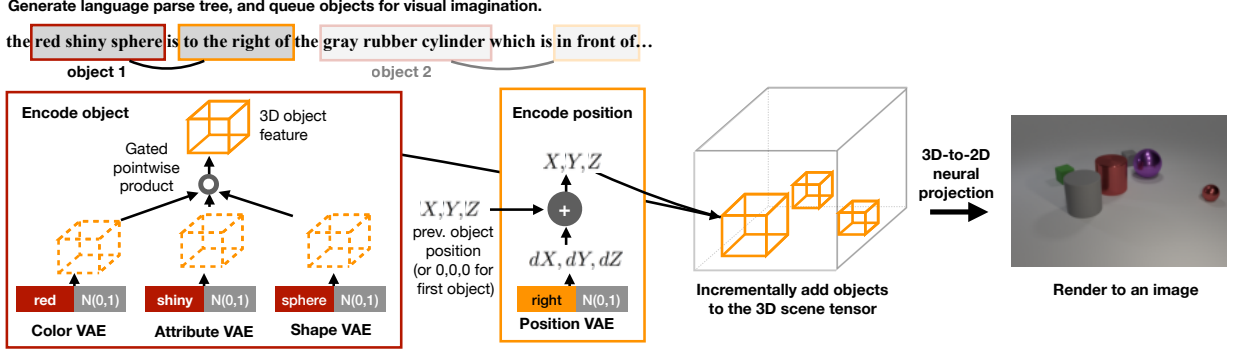 Generate language parse tree, and queue objects for visual imagination.
the red shiny sphere is to the right of the gray rubber cylinder which is in front of...
object 1
object 2
Encode object
3D object
feature
Gated
pointwise
product
red N(0,1)
shiny N(0,1)
sphere N(0,1)
Color VAE
Attribute VAE
Shape VAE
X,Y,Z
prev. object
position
(or 0,0,0 for
first object)
Encode position
X,Y,Z
+
dX, dY, dZ
right N(0,1)
Position VAE
Incrementally add objects
to the 3D scene tensor
3D-to-2D
neural
projection
Render to an image